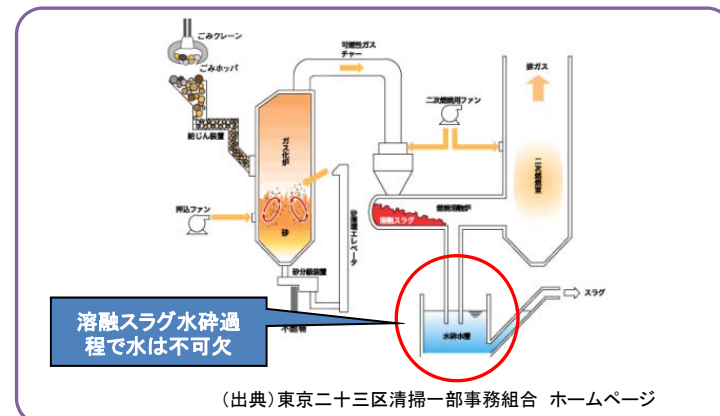 ごみクレーン
ごみホッパ
給じん装置
押込ファン
ガス化炉
砂
砂分級装置
不燃物
砂循環エレベータ
可燃性ガス
チャー
二次燃焼用ファン
燃焼溶融炉
溶融スラグ
排ガス
二次燃焼室
スラグ
水砕水槽
溶融スラグ水砕過
程で水は不可欠
(出典)東京二十三区清掃一部事務組合 ホームページ